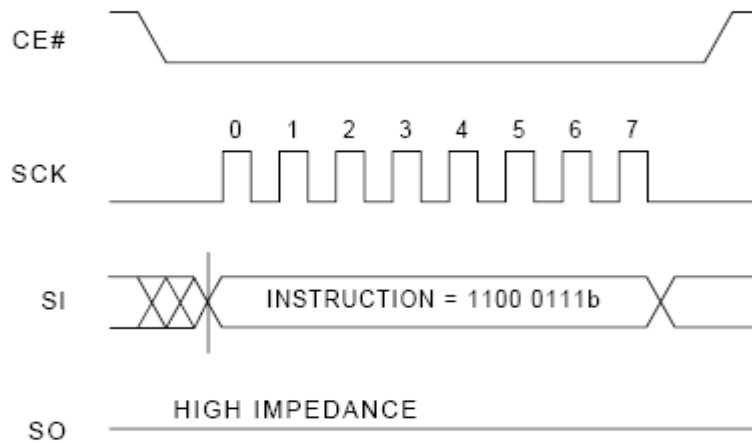 CE#
0 1 2 3 4 5 6 7
SCK
SI INSTRUCTION = 1100 0111b
HIGH IMPEDANCE
SO